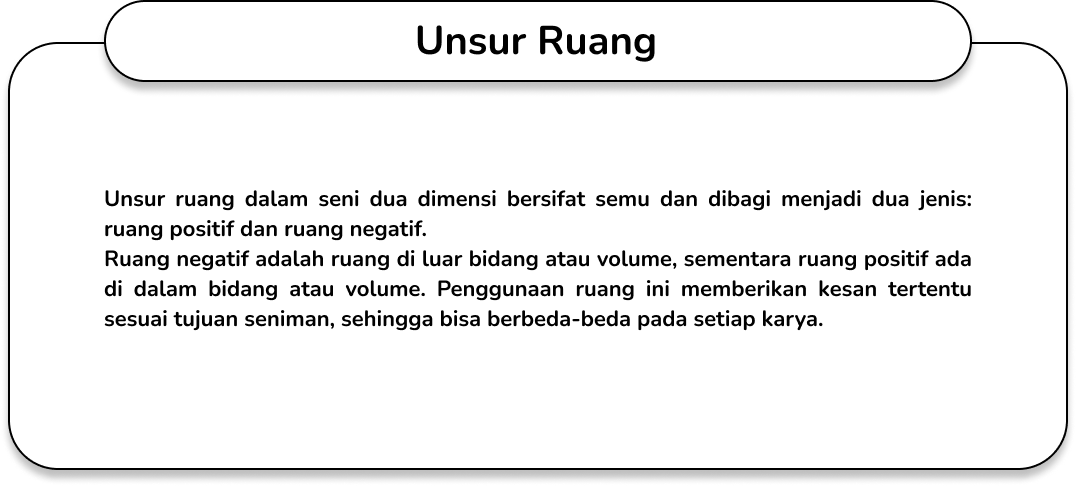 Unsur Ruang
Unsur ruang dalam seni dua dimensi bersifat semu dan dibagi menjadi dua jenis:
ruang positif dan ruang negatif.
Ruang negatif adalah ruang di luar bidang atau volume, sementara ruang positif ada
di dalam bidang atau volume. Penggunaan ruang ini memberikan kesan tertentu
sesuai tujuan seniman, sehingga bisa berbeda-beda pada setiap karya.